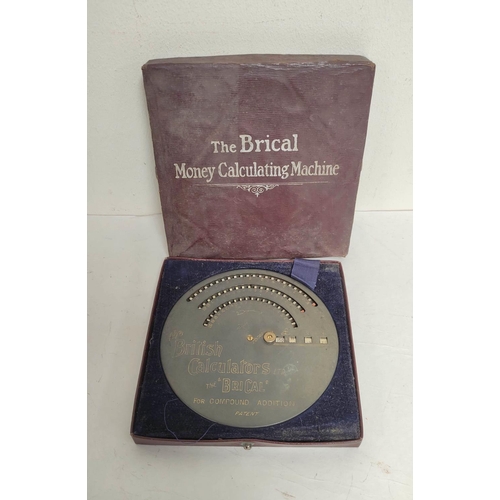 The Brical
Money Calculating Machine
British
Calculators
THE "BRICAL"
FOR COMPOUND ADDITION
PATENT